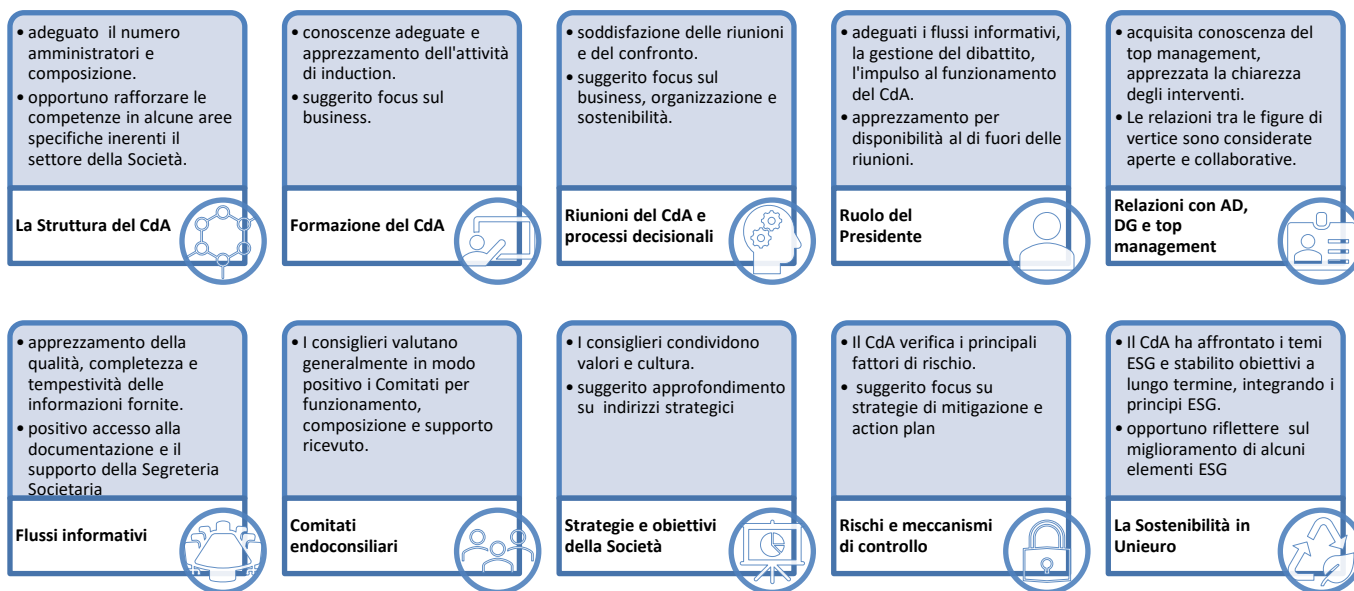 • adeguato il numero
amministratori e
composizione.
• opportuno rafforzare le
competenze in alcune aree
specifiche inerenti il
settore della Società.
La Struttura del CdA
• conoscenze adeguate e
apprezzamento dell'attività
di induction.
• suggerito focus sul
business.
Formazione del CdA
• soddisfazione delle riunioni
e del confronto.
• suggerito focus sul
business, organizzazione e
sostenibilità.
Riunioni del CdA e
processi decisionali
• adeguati i flussi informativi,
la gestione del dibattito,
l'impulso al funzionamento
del CdA.
• apprezzamento per
disponibilità al di fuori delle
riunioni.
Ruolo del
Presidente
• acquisita conoscenza del
top management,
apprezzata la chiarezza
degli interventi.
• Le relazioni tra le figure di
vertice sono considerate
aperte e collaborative.
Relazioni con AD,
DG e top
management
• apprezzamento della
qualità, completezza e
tempestività delle
informazioni fornite.
• positivo accesso alla
documentazione e il
supporto della Segreteria
Societaria
Flussi informativi
• I consiglieri valutano
generalmente in modo
positivo i Comitati per
funzionamento,
composizione e supporto
ricevuto.
Comitati
endoconsiliari
• I consiglieri condividono
valori e cultura.
• suggerito approfondimento
su indirizzi strategici
Strategie e obiettivi
della Società
• Il CdA verifica i principali
fattori di rischio.
• suggerito focus su
strategie di mitigazione e
action plan
Rischi e meccanismi
di controllo
• Il CdA ha affrontato i temi
ESG e stabilito obiettivi a
lungo termine, integrando i
principi ESG.
• opportuno riflettere sul
miglioramento di alcuni
elementi ESG
La Sostenibilità in
Unieuro